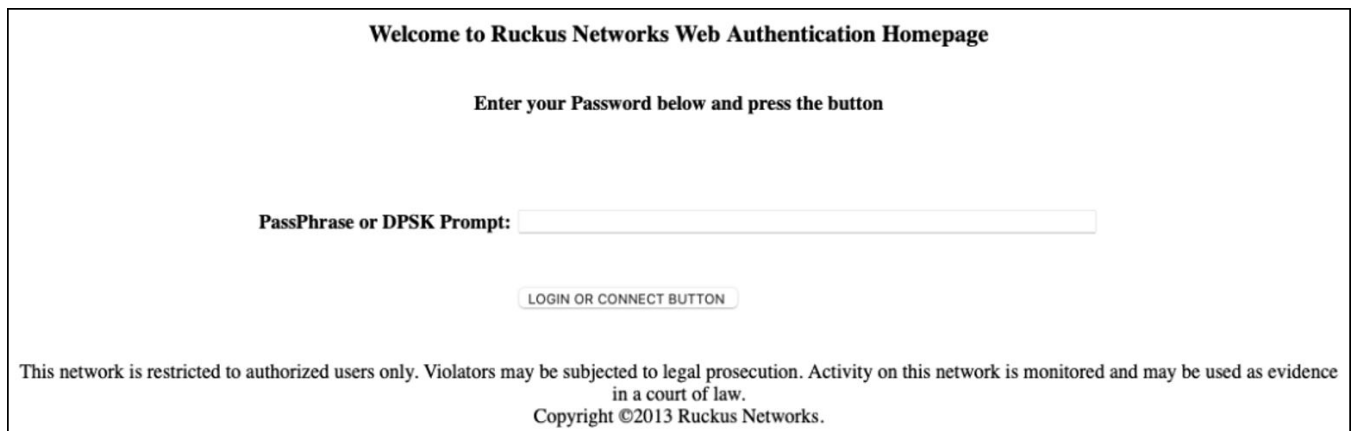 Welcome to Ruckus Networks Web Authentication Homepage
Enter your Password below and press the button
PassPhrase or DPSK Prompt:
LOGIN OR CONNECT BUTTON
This network is restricted to authorized users only. Violators may be subjected to legal prosecution. Activity on this network is monitored and may be used as evidence
in a court of law.
Copyright ©2013 Ruckus Networks.